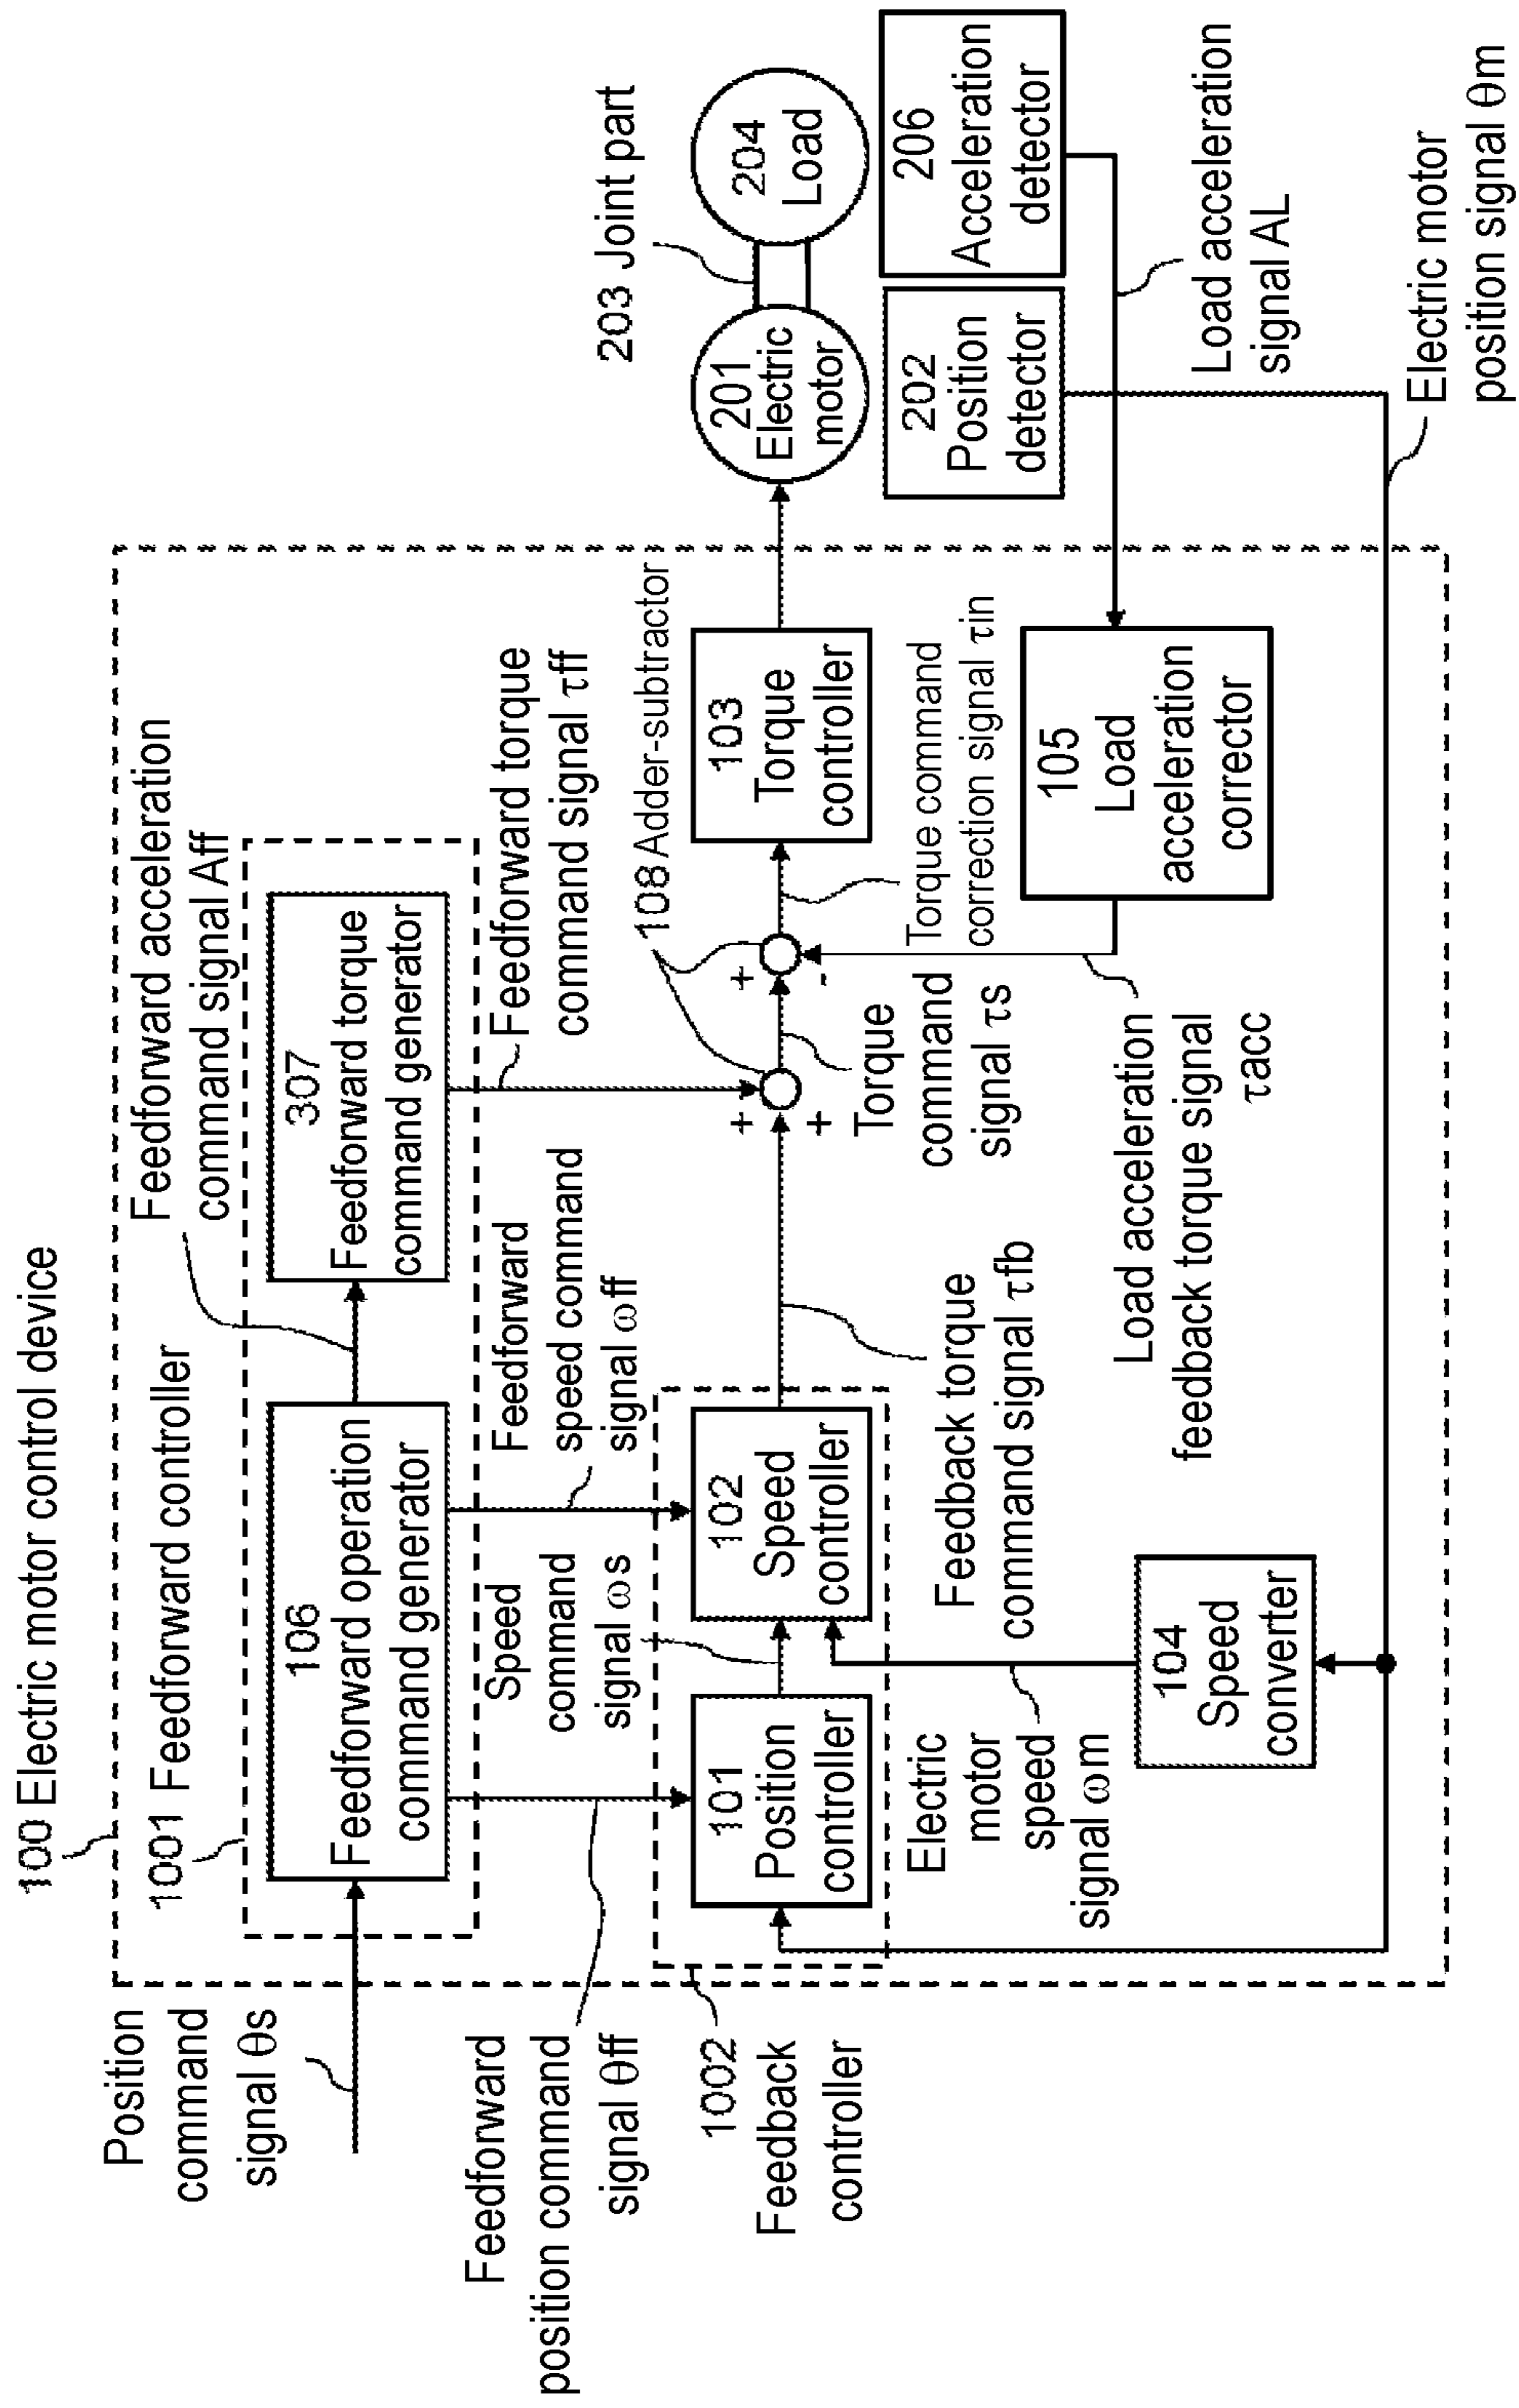 100 Electric motor control device
1001 Feedforward controller
Position
command
signal θs
106
Feedforward operation
command generator
Feedforward acceleration
command signal Aff
307
Feedforward torque
command generator
Feedforward
position command
signal θff
Speed
command
signal ωs
Feedforward
speed command
signal ωff
Feedforward torque
command signal τff
108 Adder-subtractor
203 Joint part
1002
Feedback
controller
101
Position
controller
102
Speed
controller
+
+
+
-
103
Torque
controller
201
Electric
motor
204
Load
Electric
motor
speed
signal ωm
Feedback torque
command signal τfb
Torque
command
signal τs
Torque command
correction signal τin
202
Position
detector
206
Acceleration
detector
104
Speed
converter
Load acceleration
feedback torque signal
τacc
105
Load
acceleration
corrector
Load acceleration
signal AL
Electric motor
position signal θm